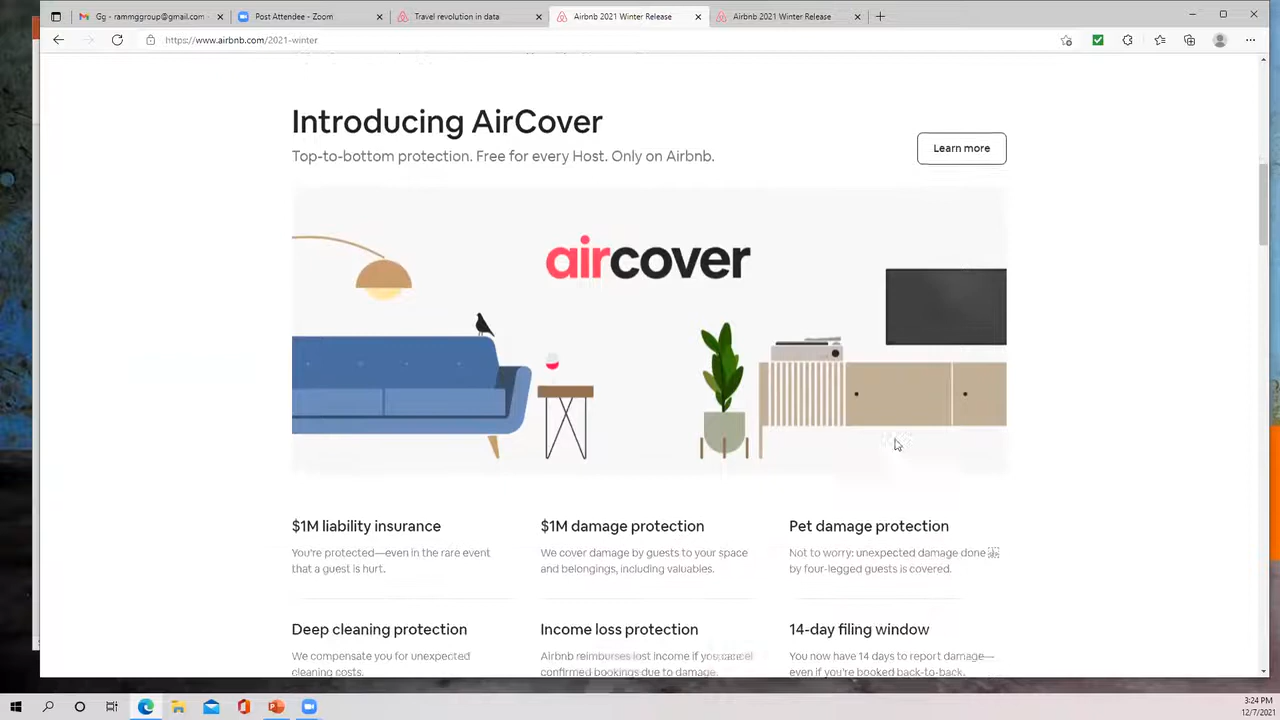 Gg - rammggroup@gmail.com
Post Attendee - Zoom
Travel revolution in data
Airbnb 2021 Winter Release
Airbnb 2021 Winter Release
https://www.airbnb.com/2021-winter
Introducing AirCover
Top-to-bottom protection. Free for every Host. Only on Airbnb.
Learn more
aircover
$1M liability insurance
$1M damage protection
Pet damage protection
You're protected—even in the rare event
that a guest is hurt.
We cover damage by guests to your space
and belongings, including valuables.
Not to worry: unexpected damage done
by four-legged guests is covered.
Deep cleaning protection
Income loss protection
14-day filing window
We compensate you for unexpected
cleaning costs.
Airbnb reimburses lost income if you cancel
confirmed bookings due to damage.
You now have 14 days to report damage—
even if you're booked back-to-back.
3:24 PM
12/7/2021